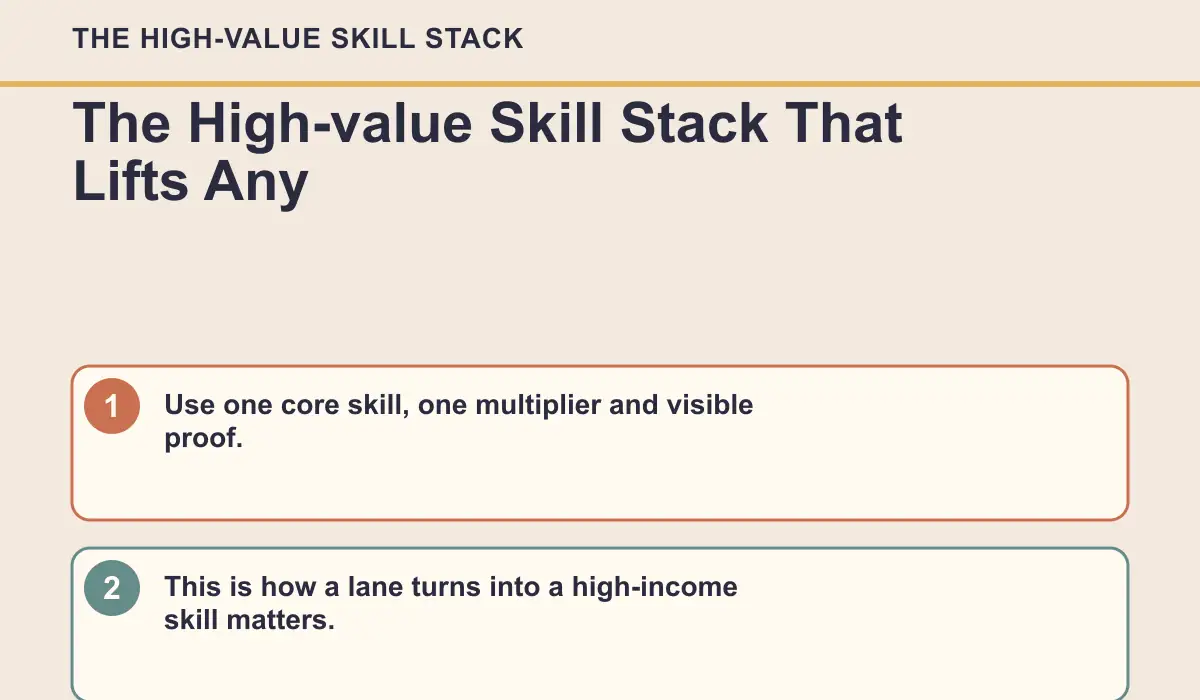 THE HIGH-VALUE SKILL STACK
The High-value Skill Stack That
Lifts Any
1
Use one core skill, one multiplier and visible
proof.
2
This is how a lane turns into a high-income
skill matters.